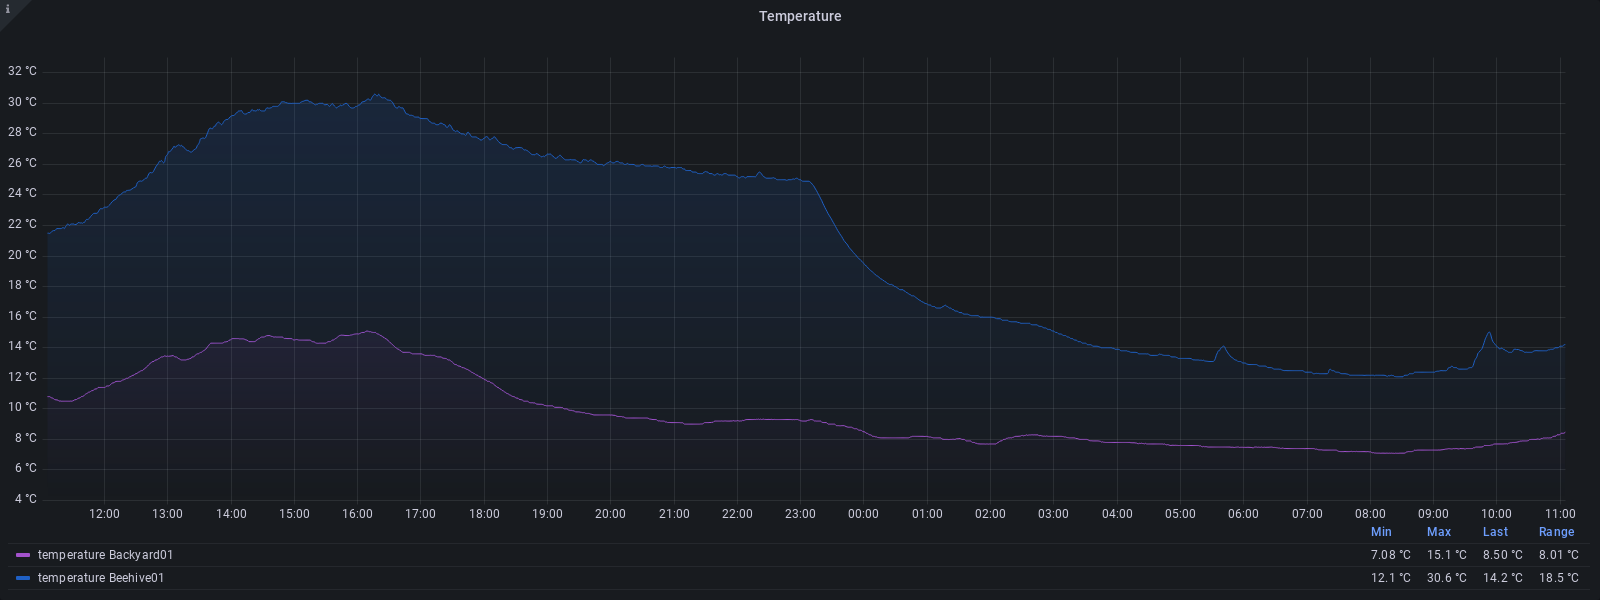 i
Temperature
32 °C
30 °C
28 °C
26 °C
24 °C
22 °C
20 °C
18 °C
16 °C
14 °C
12 °C
10 °C
8 °C
6 °C
4 °C
12:00 13:00 14:00 15:00 16:00 17:00 18:00 19:00 20:00 21:00 22:00 23:00 00:00 01:00 02:00 03:00 04:00 05:00 06:00 07:00 08:00 09:00 10:00 11:00
Min Max Last Range
temperature Backyard01 7.08 °C 15.1 °C 8.50 °C 8.01 °C
temperature Beehive01 12.1 °C 30.6 °C 14.2 °C 18.5 °C